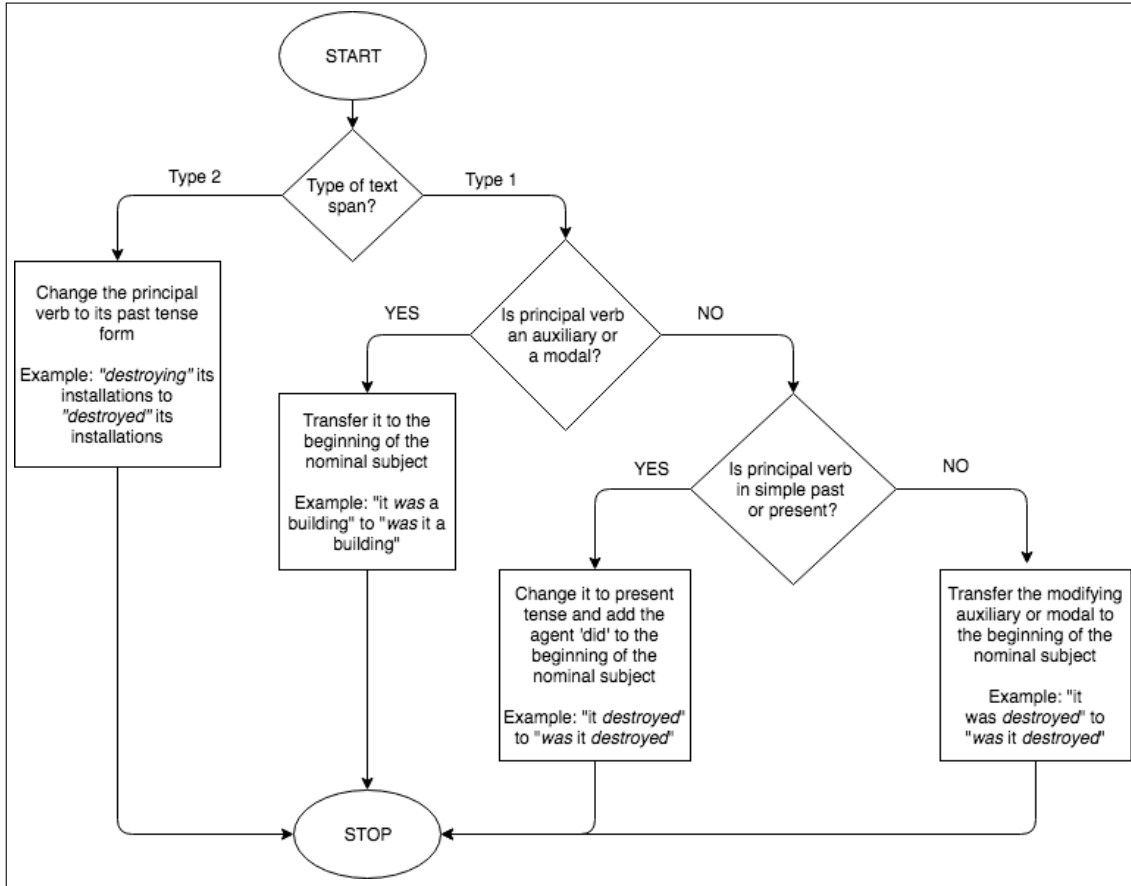 START
Type of text
span?
Type 2
Type 1
Change the principal
verb to its past tense
form
Example: "destroying" its
installations to
"destroyed" its
installations
Is principal verb
an auxiliary or
a modal?
YES
NO
Transfer it to the
beginning of the
nominal subject
Example: "it was a
building" to "was it a
building"
Is principal verb
in simple past
or present?
YES
NO
Change it to present
tense and add the
agent 'did' to the
beginning of the
nominal subject
Example: "it destroyed"
to "was it destroyed"
Transfer the modifying
auxiliary or modal to
the beginning of the
nominal subject
Example: "it
was destroyed" to
"was it destroyed"
STOP